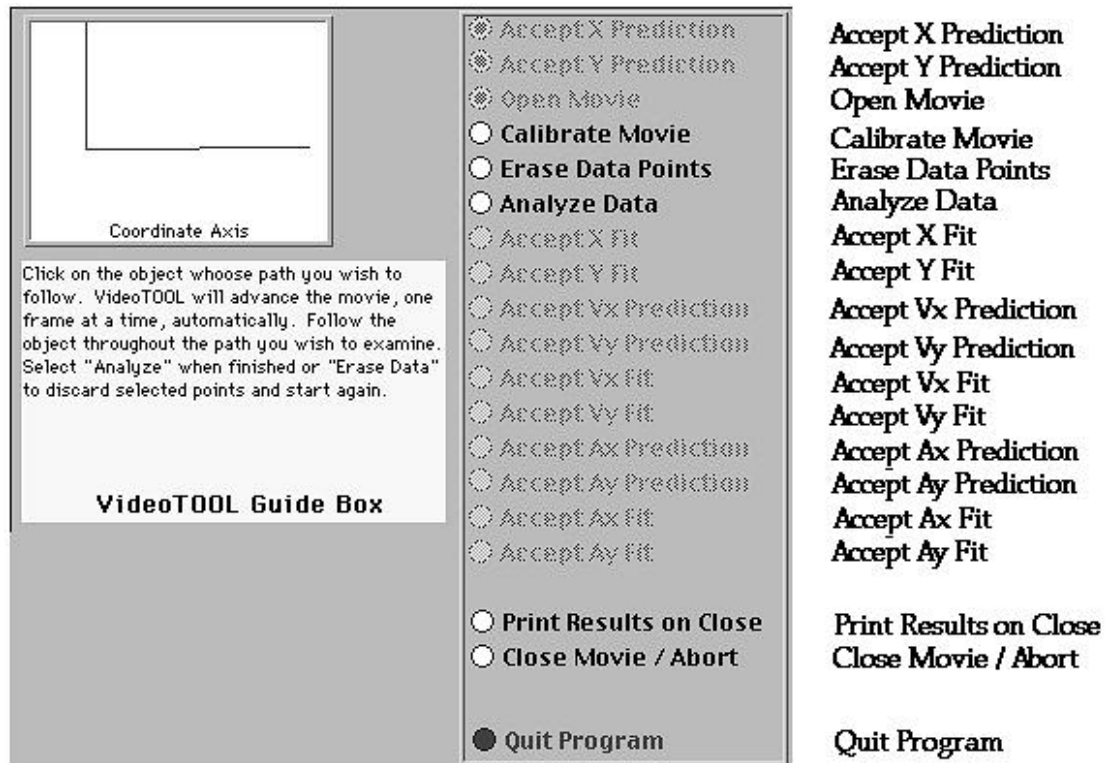 Coordinate Axis
Click on the object whoose path you wish to
follow. VideoTOOL will advance the movie, one
frame at a time, automatically. Follow the
object throughout the path you wish to examine.
Select "Analyze" when finished or "Erase Data"
to discard selected points and start again.
VideoTOOL Guide Box
Accept X Prediction
Accept Y Prediction
Open Movie
Calibrate Movie
Erase Data Points
Analyze Data
Accept X Fit
Accept Y Fit
Accept Vx Prediction
Accept Vy Prediction
Accept Vx Fit
Accept Vy Fit
Accept Ax Prediction
Accept Ay Prediction
Accept Ax Fit
Accept Ay Fit
Print Results on Close
Close Movie / Abort
Quit Program
Accept X Prediction
Accept Y Prediction
Open Movie
Calibrate Movie
Erase Data Points
Analyze Data
Accept X Fit
Accept Y Fit
Accept Vx Prediction
Accept Vy Prediction
Accept Vx Fit
Accept Vy Fit
Accept Ax Prediction
Accept Ay Prediction
Accept Ax Fit
Accept Ay Fit
Print Results on Close
Close Movie / Abort
Quit Program